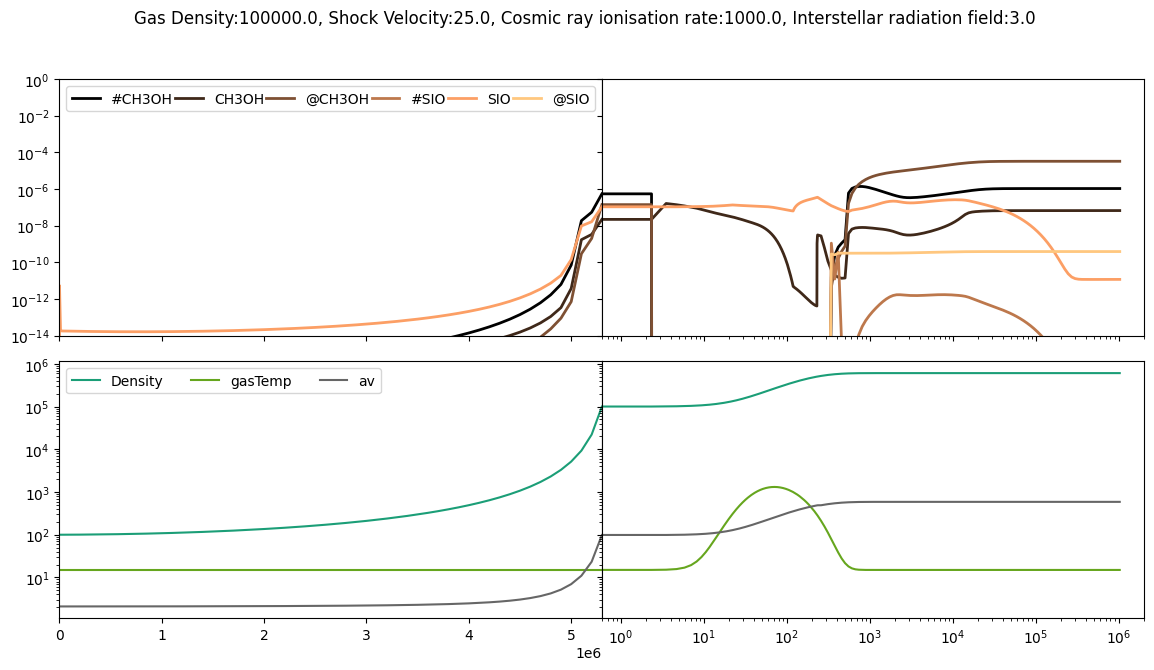 Gas Density:100000.0, Shock Velocity:25.0, Cosmic ray ionisation rate:1000.0, Interstellar radiation field:3.0
10^0
#CH3OH CH3OH @CH3OH #SIO SIO @SIO
10^-2
10^-4
10^-6
10^-8
10^-10
10^-12
10^-14
10^6
Density gasTemp av
10^5
10^4
10^3
10^2
10^1
0 1 2 3 4 5 10^0 10^1 10^2 10^3 10^4 10^5 10^6
1e6